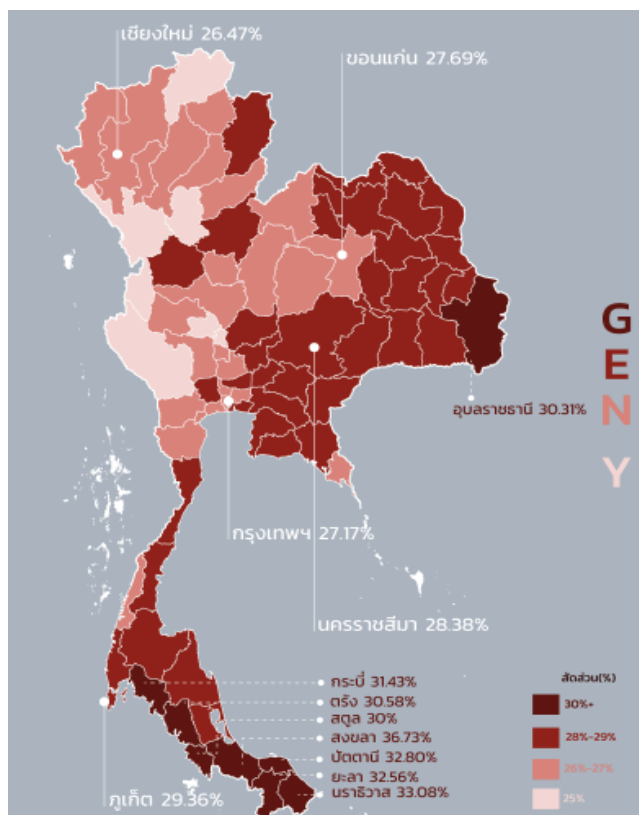 เชียงใหม่ 26.47%
ขอนแก่น 27.69%
G
E
N
Y
อุบลราชธานี 30.31%
กรุงเทพฯ 27.17%
นครราชสีมา 28.38%
กระบี่ 31.43%
ตรัง 30.58%
สตูล 30%
สงขลา 36.73%
ปัตตานี 32.80%
ยะลา 32.56%
นราธิวาส 33.08%
ภูเก็ต 29.36%
สัดส่วน(%)
30%+
28%-29%
26%-27%
25%